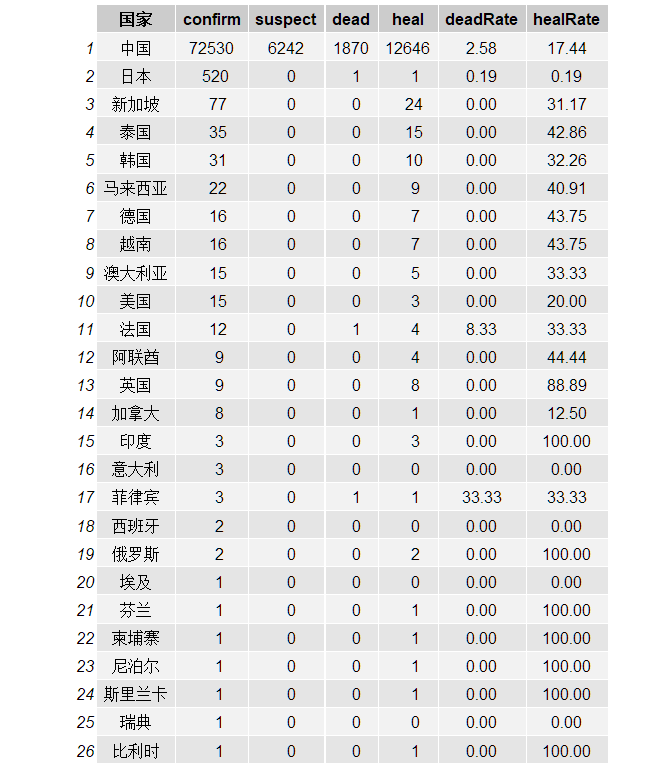 国家 confirm suspect dead heal deadRate healRate
1 中国 72530 6242 1870 12646 2.58 17.44
2 日本 520 0 1 1 0.19 0.19
3 新加坡 77 0 0 24 0.00 31.17
4 泰国 35 0 0 15 0.00 42.86
5 韩国 31 0 0 10 0.00 32.26
6 马来西亚 22 0 0 9 0.00 40.91
7 德国 16 0 0 7 0.00 43.75
8 越南 16 0 0 7 0.00 43.75
9 澳大利亚 15 0 0 5 0.00 33.33
10 美国 15 0 0 3 0.00 20.00
11 法国 12 0 1 4 8.33 33.33
12 阿联酋 9 0 0 4 0.00 44.44
13 英国 9 0 0 8 0.00 88.89
14 加拿大 8 0 0 1 0.00 12.50
15 印度 3 0 0 3 0.00 100.00
16 意大利 3 0 0 0 0.00 0.00
17 菲律宾 3 0 1 1 33.33 33.33
18 西班牙 2 0 0 0 0.00 0.00
19 俄罗斯 2 0 0 2 0.00 100.00
20 埃及 1 0 0 0 0.00 0.00
21 芬兰 1 0 0 1 0.00 100.00
22 柬埔寨 1 0 0 1 0.00 100.00
23 尼泊尔 1 0 0 1 0.00 100.00
24 斯里兰卡 1 0 0 1 0.00 100.00
25 瑞典 1 0 0 0 0.00 0.00
26 比利时 1 0 0 1 0.00 100.00